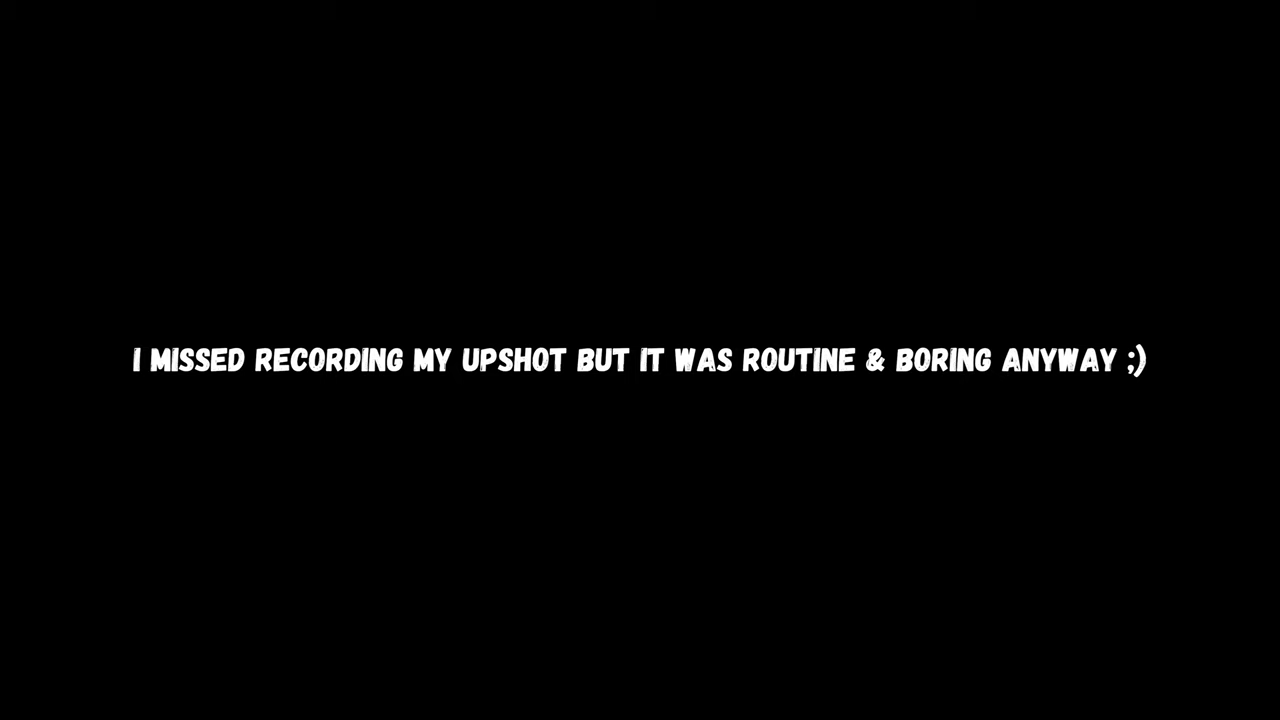 I MISSED RECORDING MY UPSHOT BUT IT WAS ROUTINE & BORING ANYWAY ;)